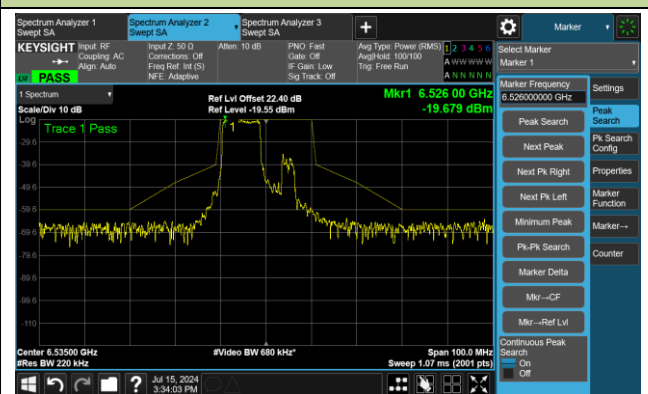 Spectrum Analyzer 1
Swept SA
Spectrum Analyzer 2
Swept SA
Spectrum Analyzer 3
Swept SA
+
Marker
KEYSIGHT
Input: RF
Coupling: AC
Align: Auto
Input Z: 50 Ω
Corrections: Off
Freq Ref: Int (S)
NFE: Adaptive
Atten: 10 dB
PNO: Fast
Gate: Off
IF Gain: Low
Sig Track: Off
Avg Type: Power (RMS)
Avg|Hold: 100/100
Trig: Free Run
1 2 3 4 5 6
A W W W W W
A N N N N N
PASS
Select Marker
Marker 1
1 Spectrum
Scale/Div 10 dB
Log
Ref Lvl Offset 22.40 dB
Ref Level -19.55 dBm
Mkr1 6.526 00 GHz
-19.679 dBm
Trace 1 Pass
1
-29.6
-39.6
-49.6
-59.6
-69.6
-79.6
-89.6
-99.6
-110
Center 6.53500 GHz
#Res BW 220 kHz
#Video BW 680 kHz*
Span 100.0 MHz
Sweep 1.07 ms (2001 pts)
Marker Frequency
6.526000000 GHz
Peak Search
Next Peak
Next Pk Right
Next Pk Left
Minimum Peak
Pk-Pk Search
Marker Delta
Mkr→CF
Mkr→Ref Lvl
Continuous Peak
Search
On
Off
Settings
Peak
Search
Pk Search
Config
Properties
Marker
Function
Marker→
Counter
?
Jul 15, 2024
3:34:03 PM